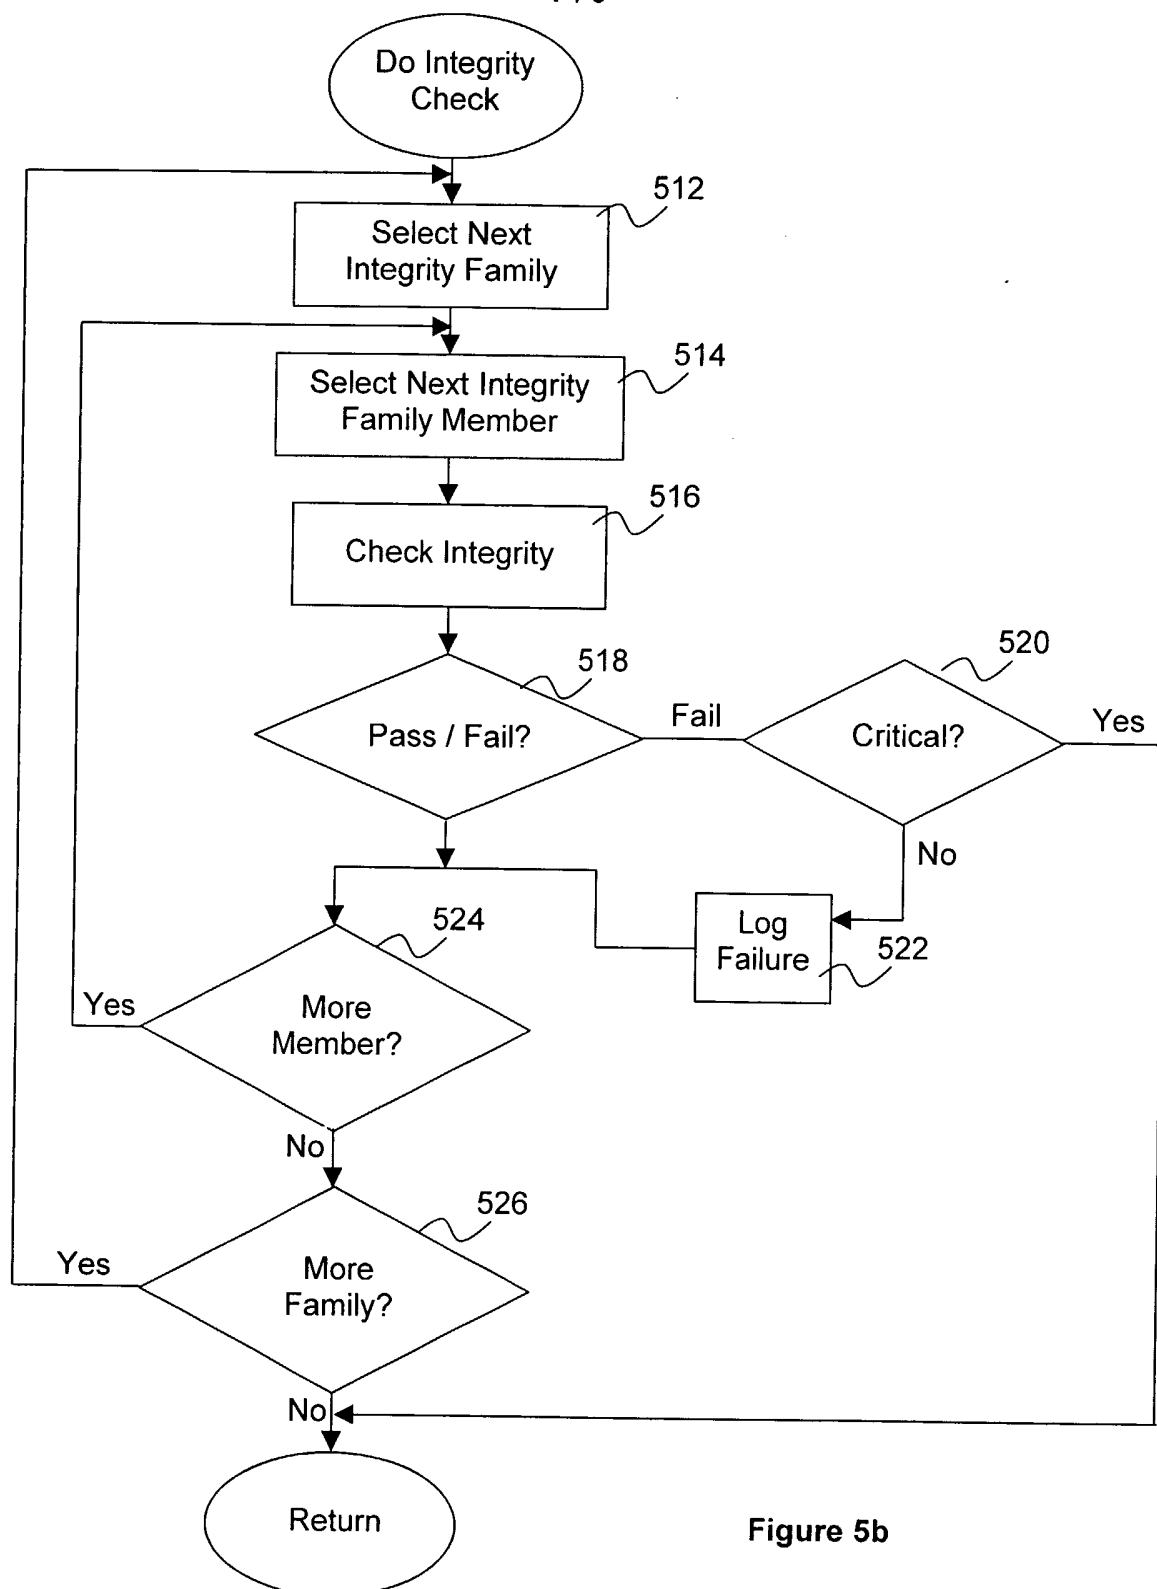 Do Integrity
Check
512
Select Next
Integrity Family
514
Select Next Integrity
Family Member
516
Check Integrity
518
520
Pass / Fail?
Fail
Critical?
Yes
No
Log
Failure
522
524
Yes
More
Member?
No
526
Yes
More
Family?
No
Return
Figure 5b